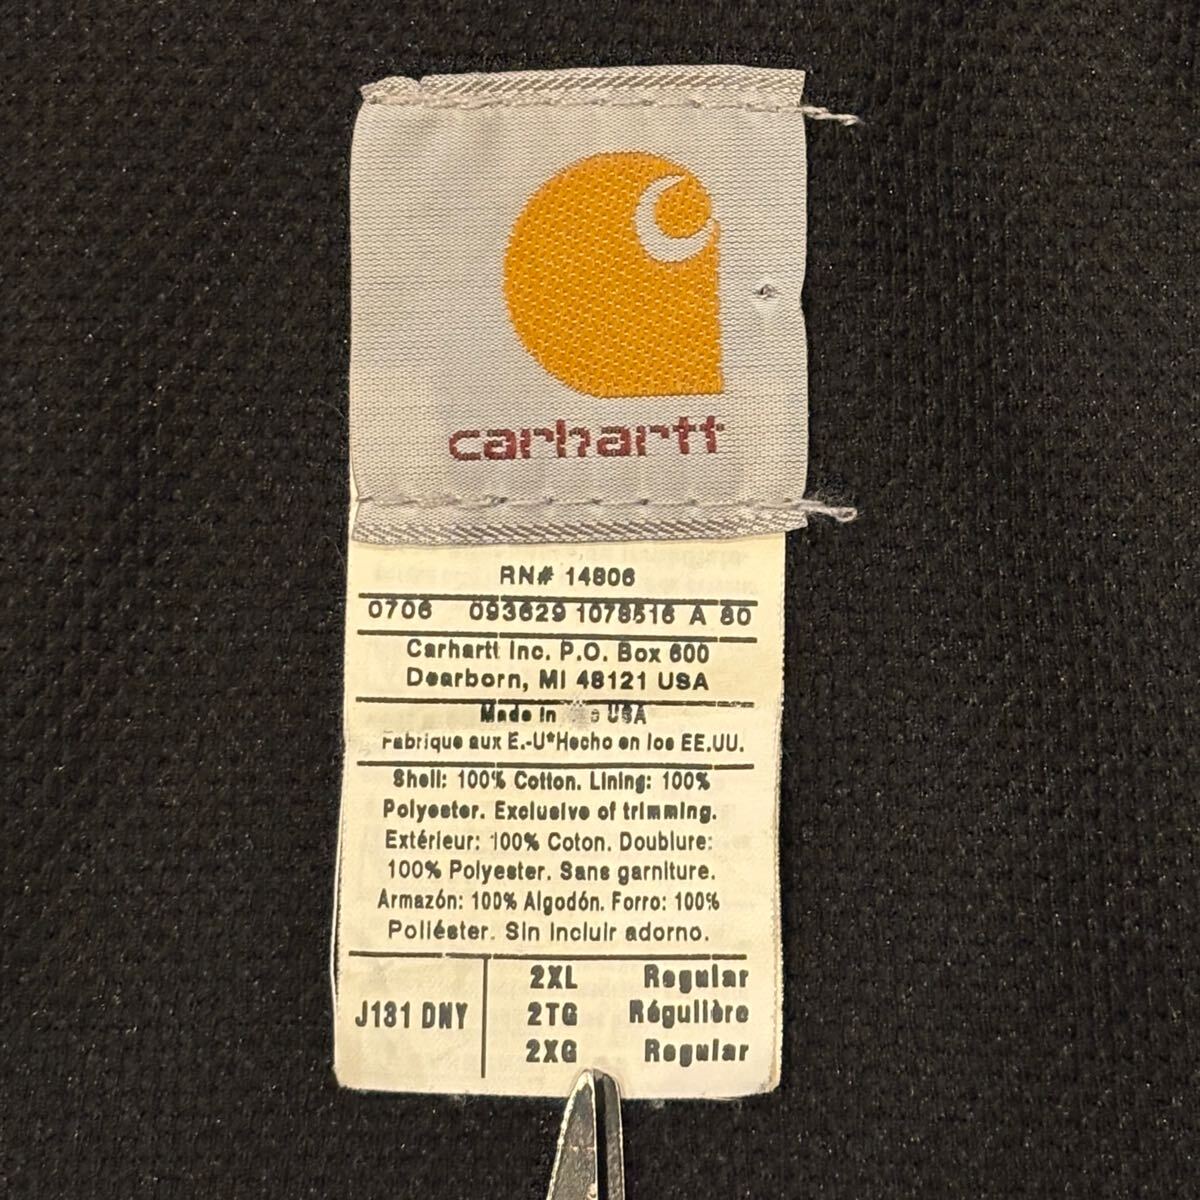 carhartt
RN# 14806
0706 093629 1078516 A 80
Carhartt Inc. P.O. Box 600
Dearborn, MI 48121 USA
Made in USA
Fabrique aux E.-U*Hecho en los EE.UU.
Shell: 100% Cotton. Lining: 100%
Polyester. Exclusive of trimming.
Extérieur: 100% Coton. Doublure:
100% Polyester. Sans garniture.
Armazón: 100% Algodón. Forro: 100%
Poliéster. Sin incluir adorno.
J131 DNY
2XL Regular
2TG Régulière
2XG Regular